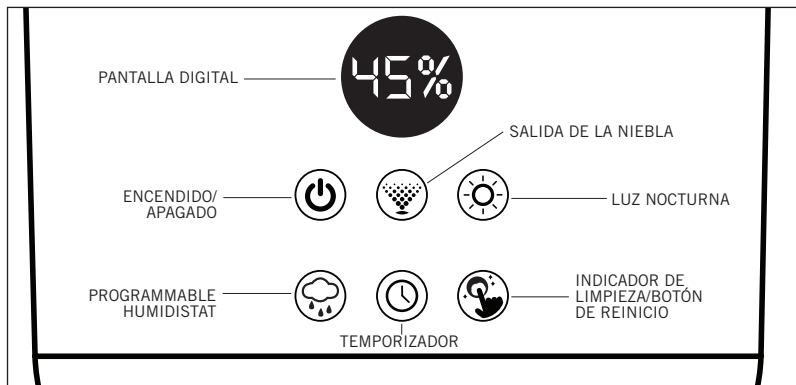 45%
PANTALLA DIGITAL
SALIDA DE LA NIEBLA
ENCENDIDO/
APAGADO
LUZ NOCTURNA
PROGRAMMABLE
HUMIDISTAT
TEMPORIZADOR
INDICADOR DE
LIMPIEZA/BOTÓN
DE REINICIO